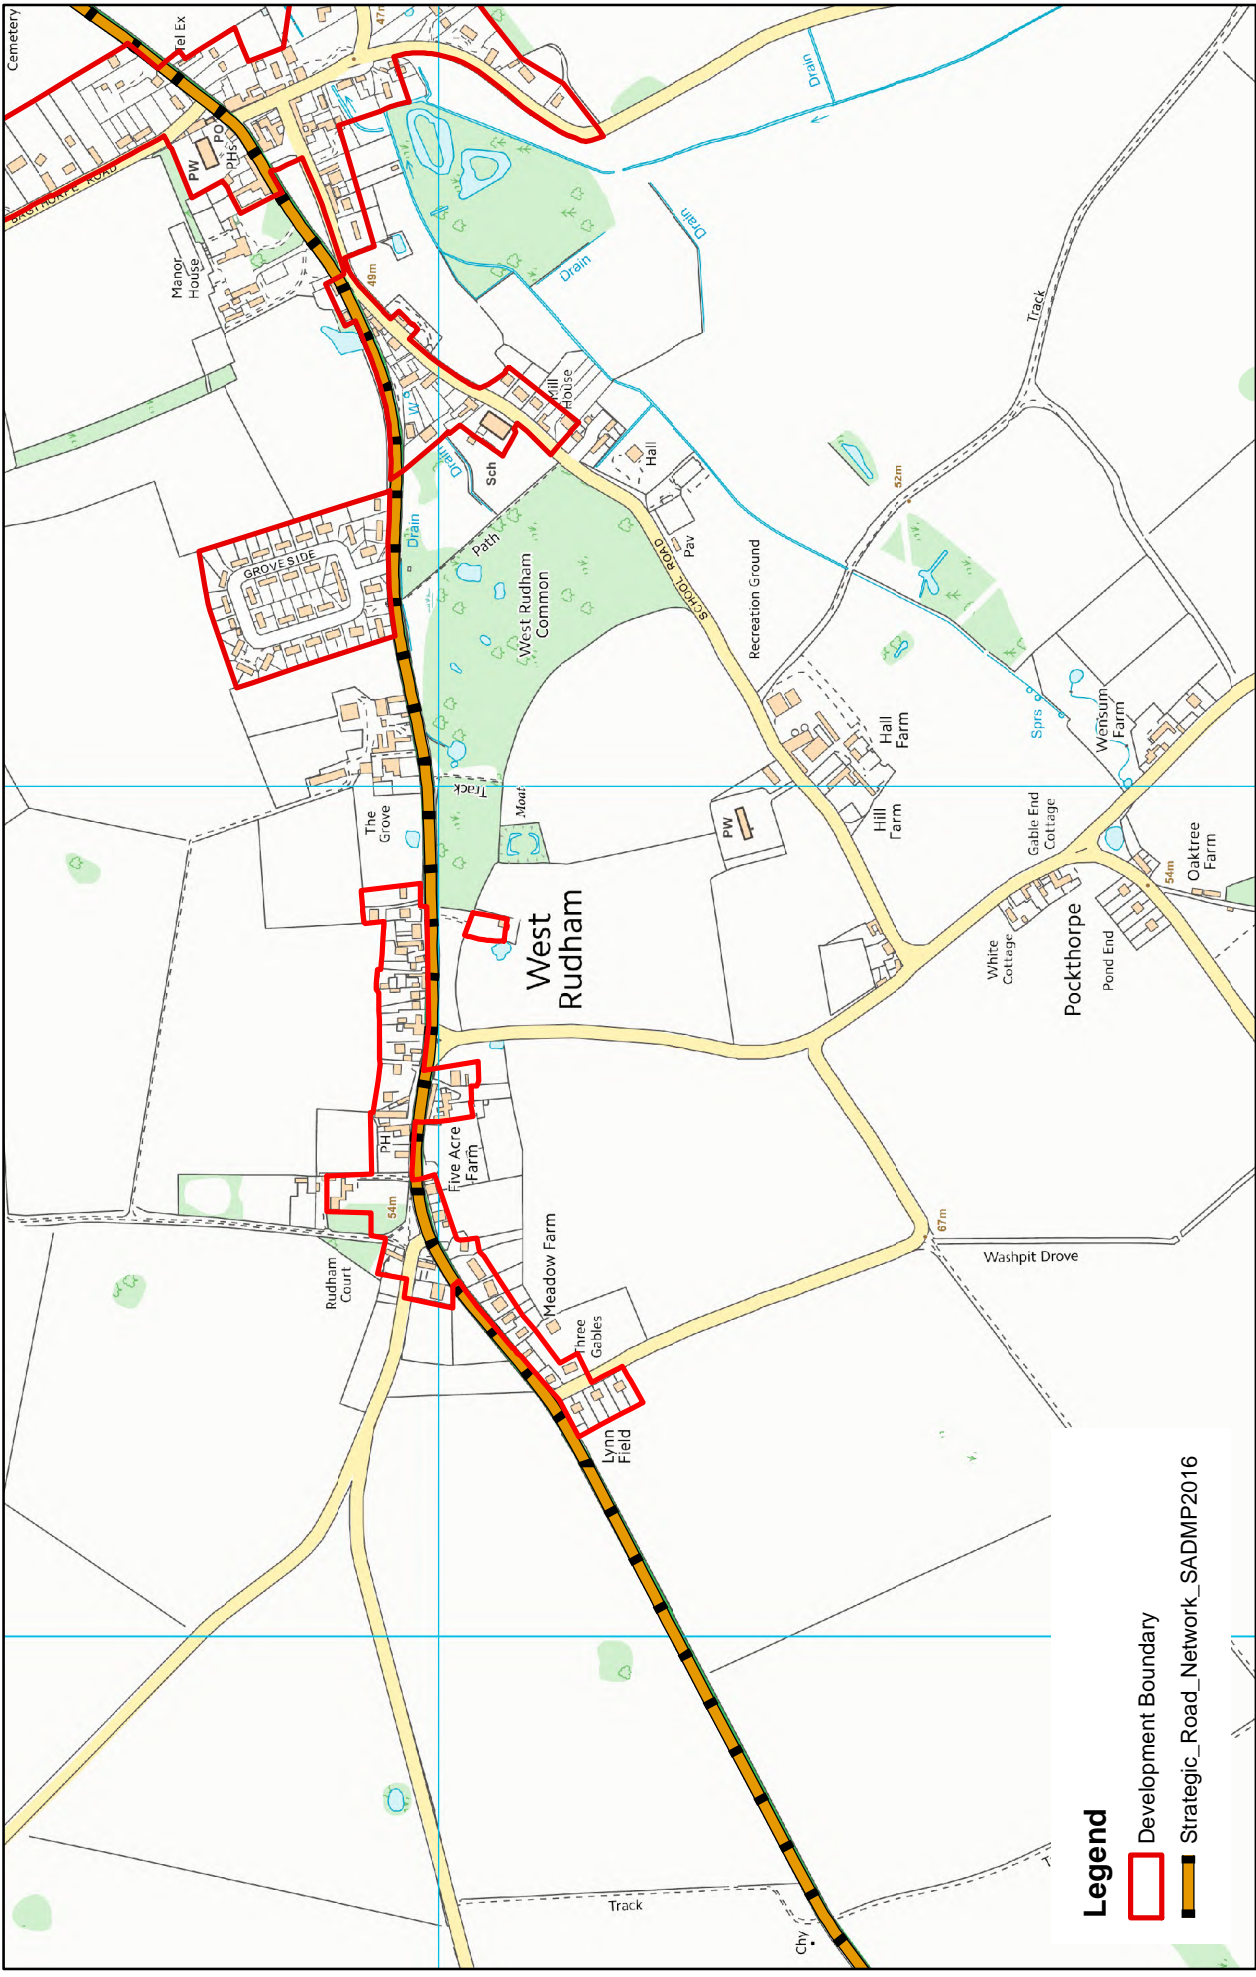 Cemetery
Tel Ex
47m
BAGTHORPE ROAD
PW
PO
PHs
Manor
House
49m
Drain
Drain
Drain
GROVESIDE
W
Drain
Drain
Sch
Mill
House
Path
Hall
Pav
West Rudham
Common
SCHOOL ROAD
Recreation Ground
Track
52m
The
Grove
Track
Moat
PW
Hall
Farm
Hill
Farm
Sprs
Wensum
Farm
Gable End
Cottage
54m
Oaktree
Farm
White
Cottage
Pockthorpe
Pond End
West
Rudham
PH
Five Acre
Farm
54m
Rudham
Court
Meadow Farm
Three
Gables
Lynn
Field
67m
Washpit Drove
Track
Chy
Legend
Development Boundary
Strategic_Road_Network_SADMP2016